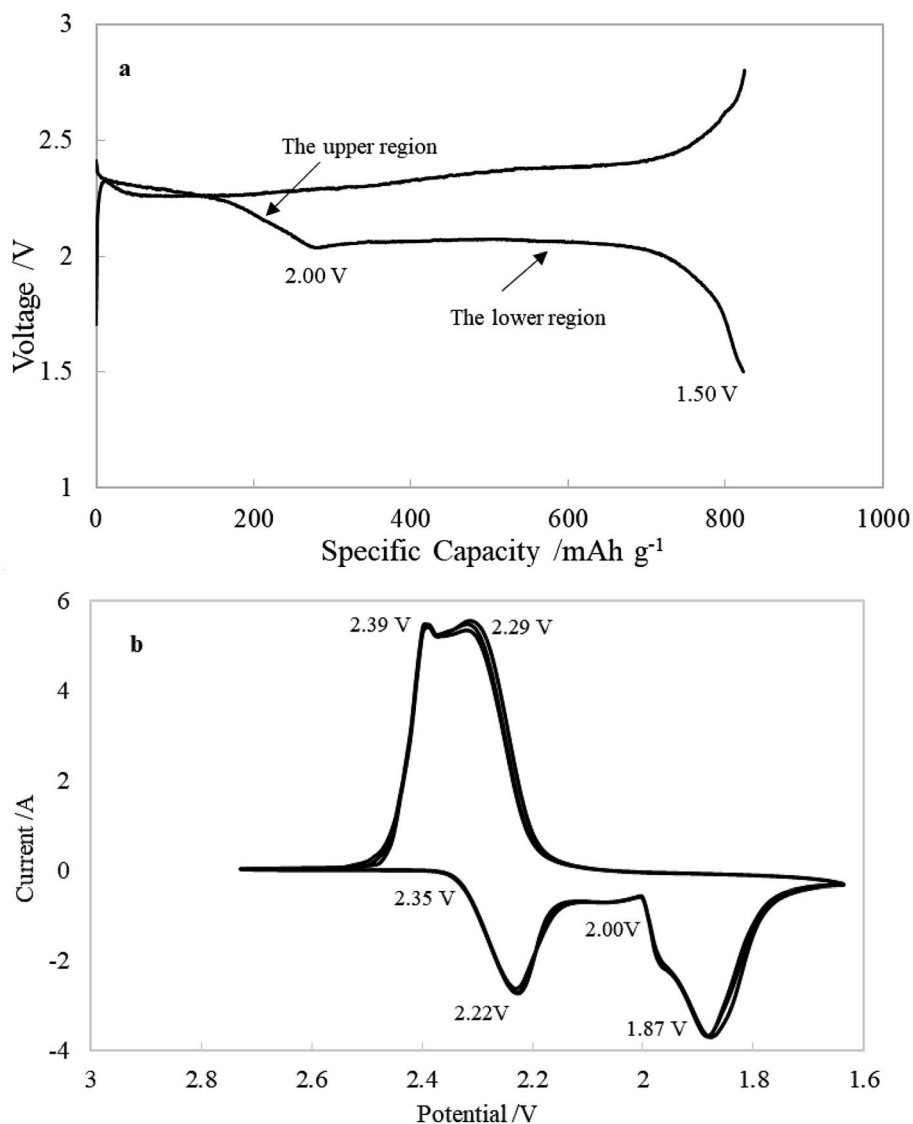 3
a
The upper region
2.5
Voltage /V
2
2.00 V
The lower region
1.5
1.50 V
1
0 200 400 600 800 1000
Specific Capacity /mAh g⁻¹
6
b
2.39 V 2.29 V
4
2
Current /A
0
2.35 V
2.00V
-2
2.22V
1.87 V
-4
3 2.8 2.6 2.4 2.2 2 1.8 1.6
Potential /V